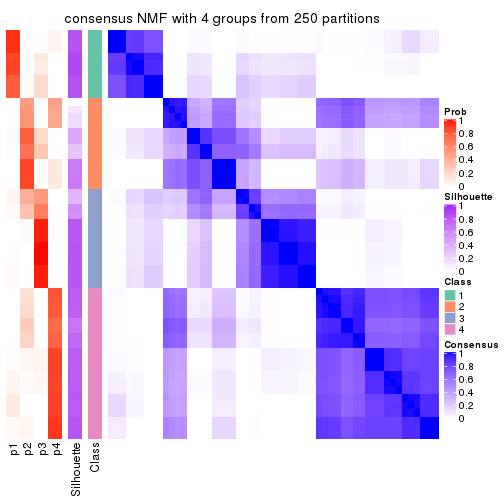 consensus NMF with 4 groups from 250 partitions
Prob
1
0.8
0.6
0.4
0.2
0
Silhouette
1
0.8
0.6
0.4
0.2
0
Class
1
2
3
4
Consensus
1
0.8
0.6
0.4
0.2
0
p1
p2
p3
p4
Silhouette
Class